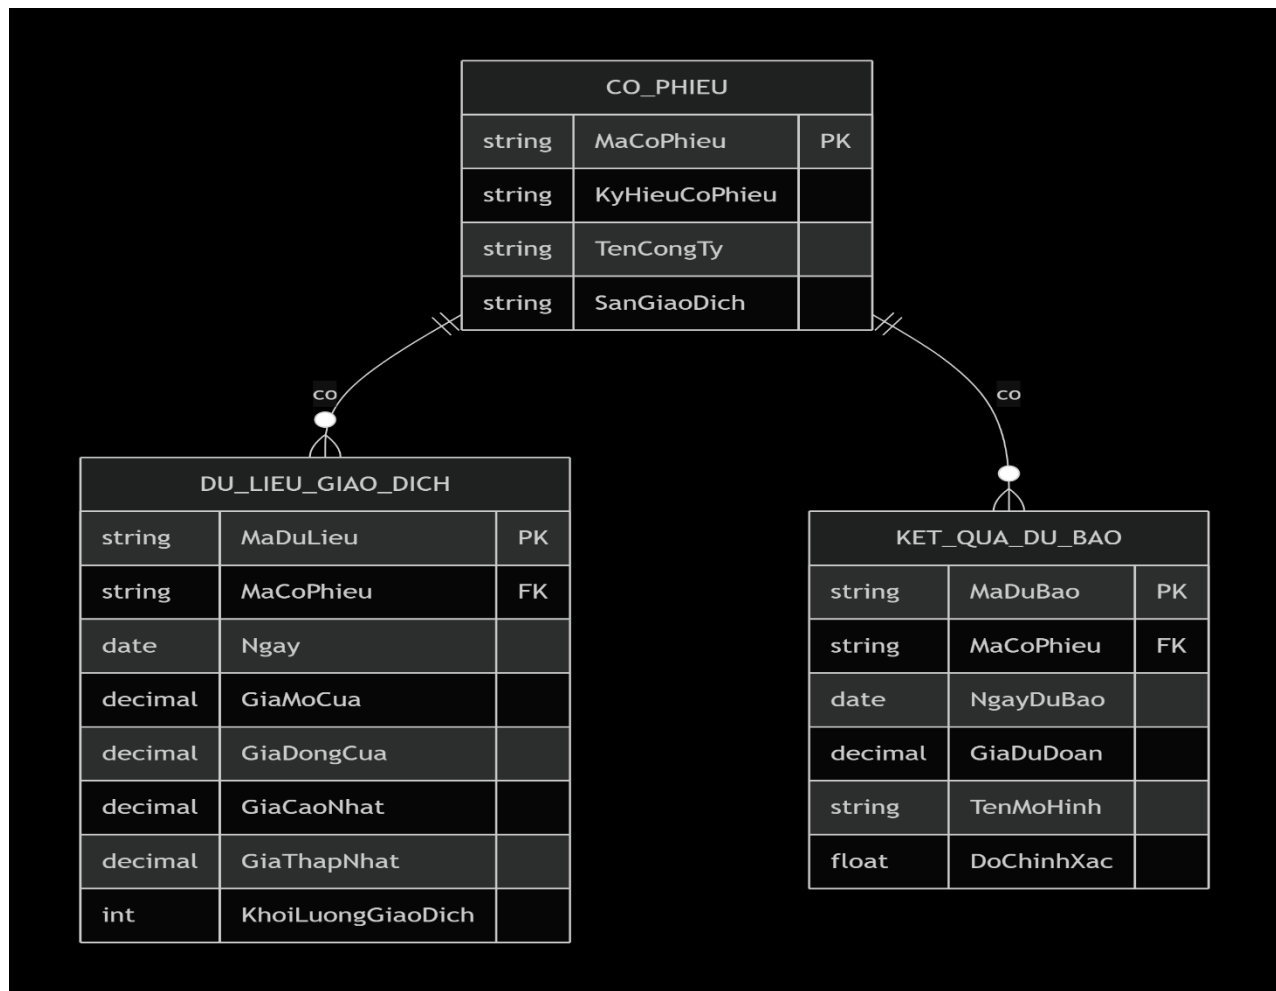 CO_PHIEU
string MaCoPhieu PK
string KyHieuCoPhieu
string TenCongTy
string SanGiaoDich
co
co
DU_LIEU_GIAO_DICH
string MaDuLieu PK
string MaCoPhieu FK
date Ngay
decimal GiaMoCua
decimal GiaDongCua
decimal GiaCaoNhat
decimal GiaThapNhat
int KhoiLuongGiaoDich
KET_QUA_DU_BAO
string MaDuBao PK
string MaCoPhieu FK
date NgayDuBao
decimal GiaDuDoan
string TenMoHinh
float DoChinhXac